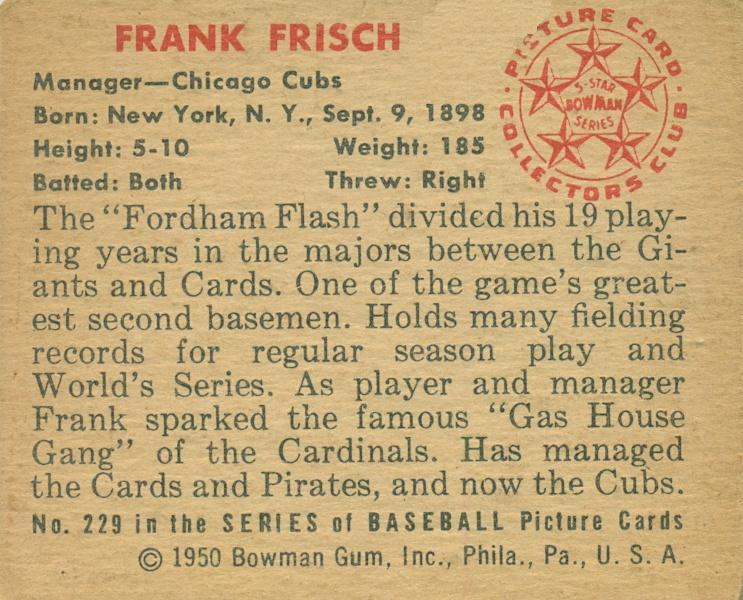 FRANK FRISCH
PICTURE CARD
COLLECTORS CLUB
5-STAR
BOWMAN
SERIES
Manager—Chicago Cubs
Born: New York, N. Y., Sept. 9, 1898
Height: 5-10 Weight: 185
Batted: Both Threw: Right
The "Fordham Flash" divided his 19 play-
ing years in the majors between the Gi-
ants and Cards. One of the game's great-
est second basemen. Holds many fielding
records for regular season play and
World's Series. As player and manager
Frank sparked the famous "Gas House
Gang" of the Cardinals. Has managed
the Cards and Pirates, and now the Cubs.
No. 229 in the SERIES of BASEBALL Picture Cards
© 1950 Bowman Gum, Inc., Phila., Pa., U. S. A.